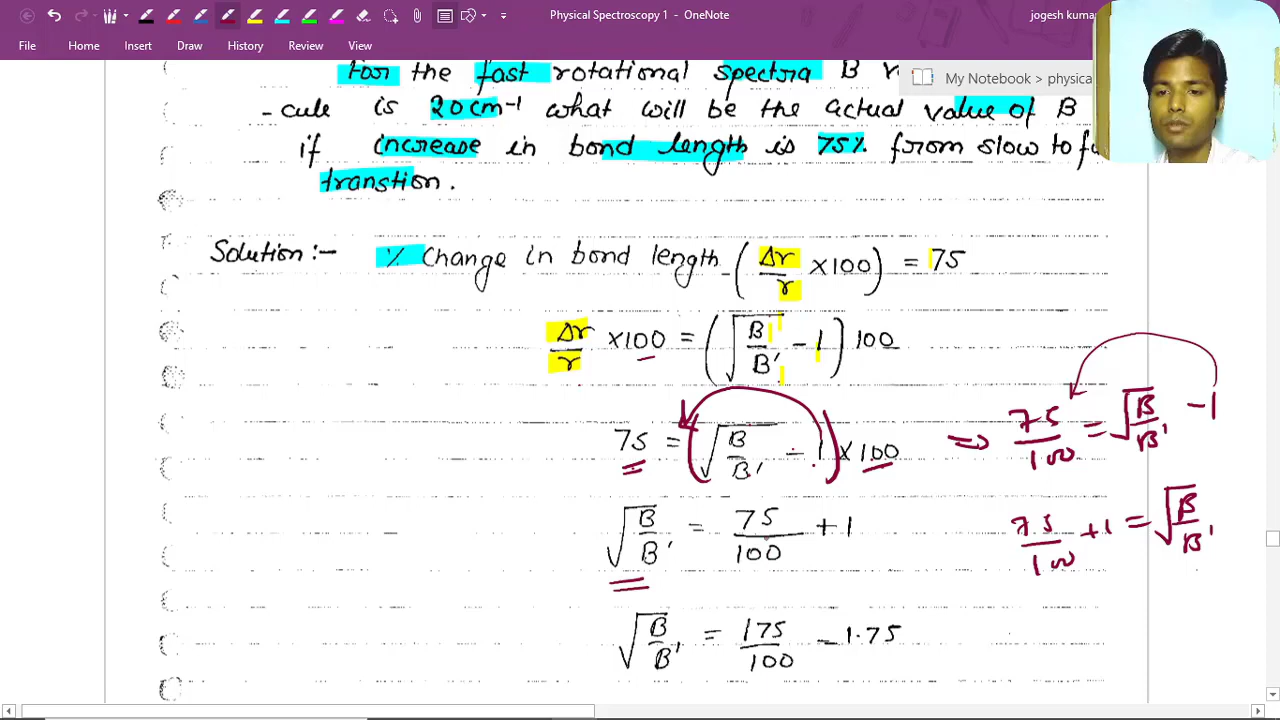 Physical Spectroscopy 1 - OneNote
jogesh kuma
File Home Insert Draw History Review View
My Notebook > physica
For the fast rotational spectra B
- cule is 20 cm-1 what will be the actual value of B
if increase in bond length is 75% from slow to
transtion.
Solution:- % Change in bond length - (Δr/r ×100) = 75
Δr/r ×100 = (√B/B' - 1) 100
75 = (√B/B' - 1) × 100
⇒ 75/100 = √B/B' - 1
√B/B' = 75/100 + 1
75/100 + 1 = √B/B'
√B/B' = 175/100 - 1.75